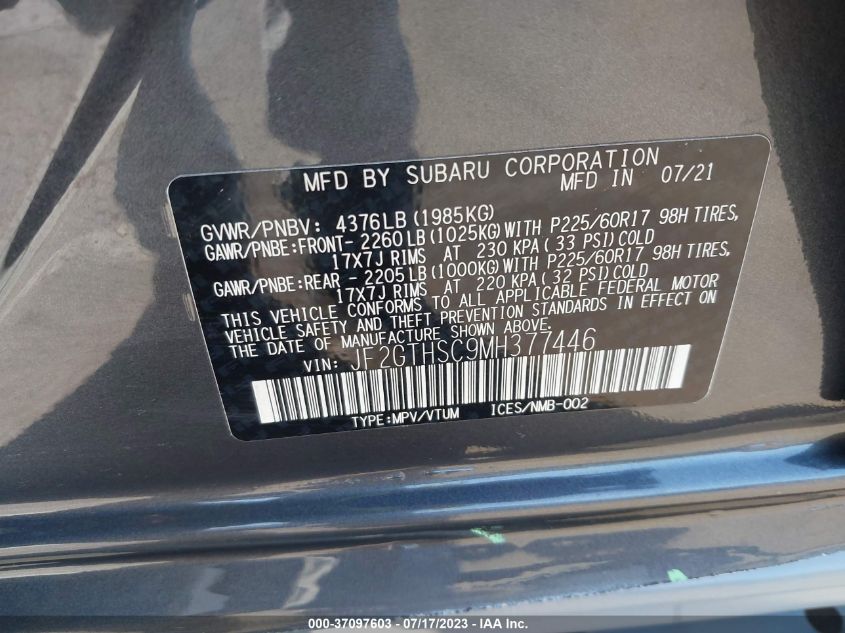 MFD BY SUBARU CORPORATION
MFD IN 07/21
GVWR/PNBV: 4376LB (1985KG)
GAWR/PNBE:FRONT- 2260LB(1025KG)WITH P225/60R17 98H TIRES,
17X7J RIMS AT 230 KPA( 33 PSI)COLD
GAWR/PNBE:REAR - 2205LB(1000KG)WITH P225/60R17 98H TIRES,
17X7J RIMS AT 220 KPA( 32 PSI)COLD
THIS VEHICLE CONFORMS TO ALL APPLICABLE FEDERAL MOTOR
VEHICLE SAFETY AND THEFT PREVENTION STANDARDS IN EFFECT ON
THE DATE OF MANUFACTURE SHOWN ABOVE.
VIN: JF2GTHSC9MH377446
TYPE:MPV/VTUM ICES/NMB-002
000-37097603 - 07/17/2023 - IAA Inc.